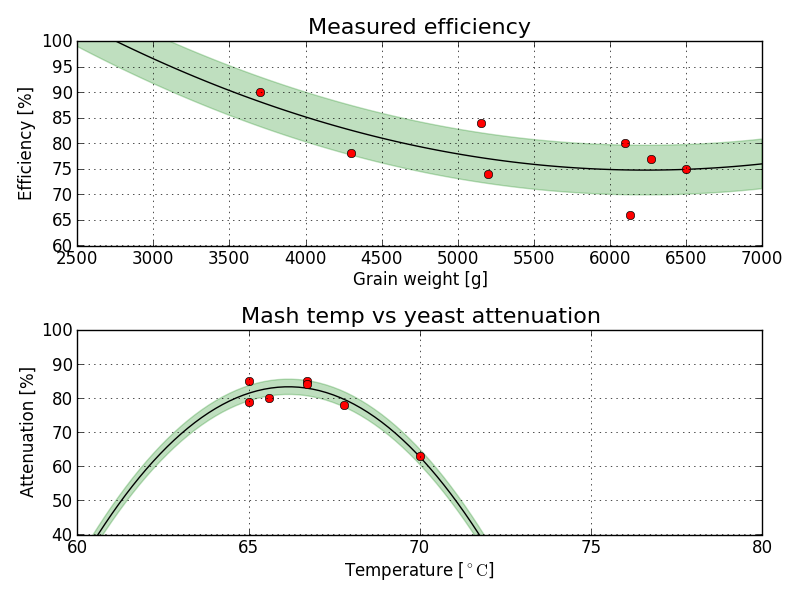 Measured efficiency
Efficiency [%]
100
95
90
85
80
75
70
65
60
2500 3000 3500 4000 4500 5000 5500 6000 6500 7000
Grain weight [g]
Mash temp vs yeast attenuation
Attenuation [%]
100
90
80
70
60
50
40
60 65 70 75 80
Temperature [°C]